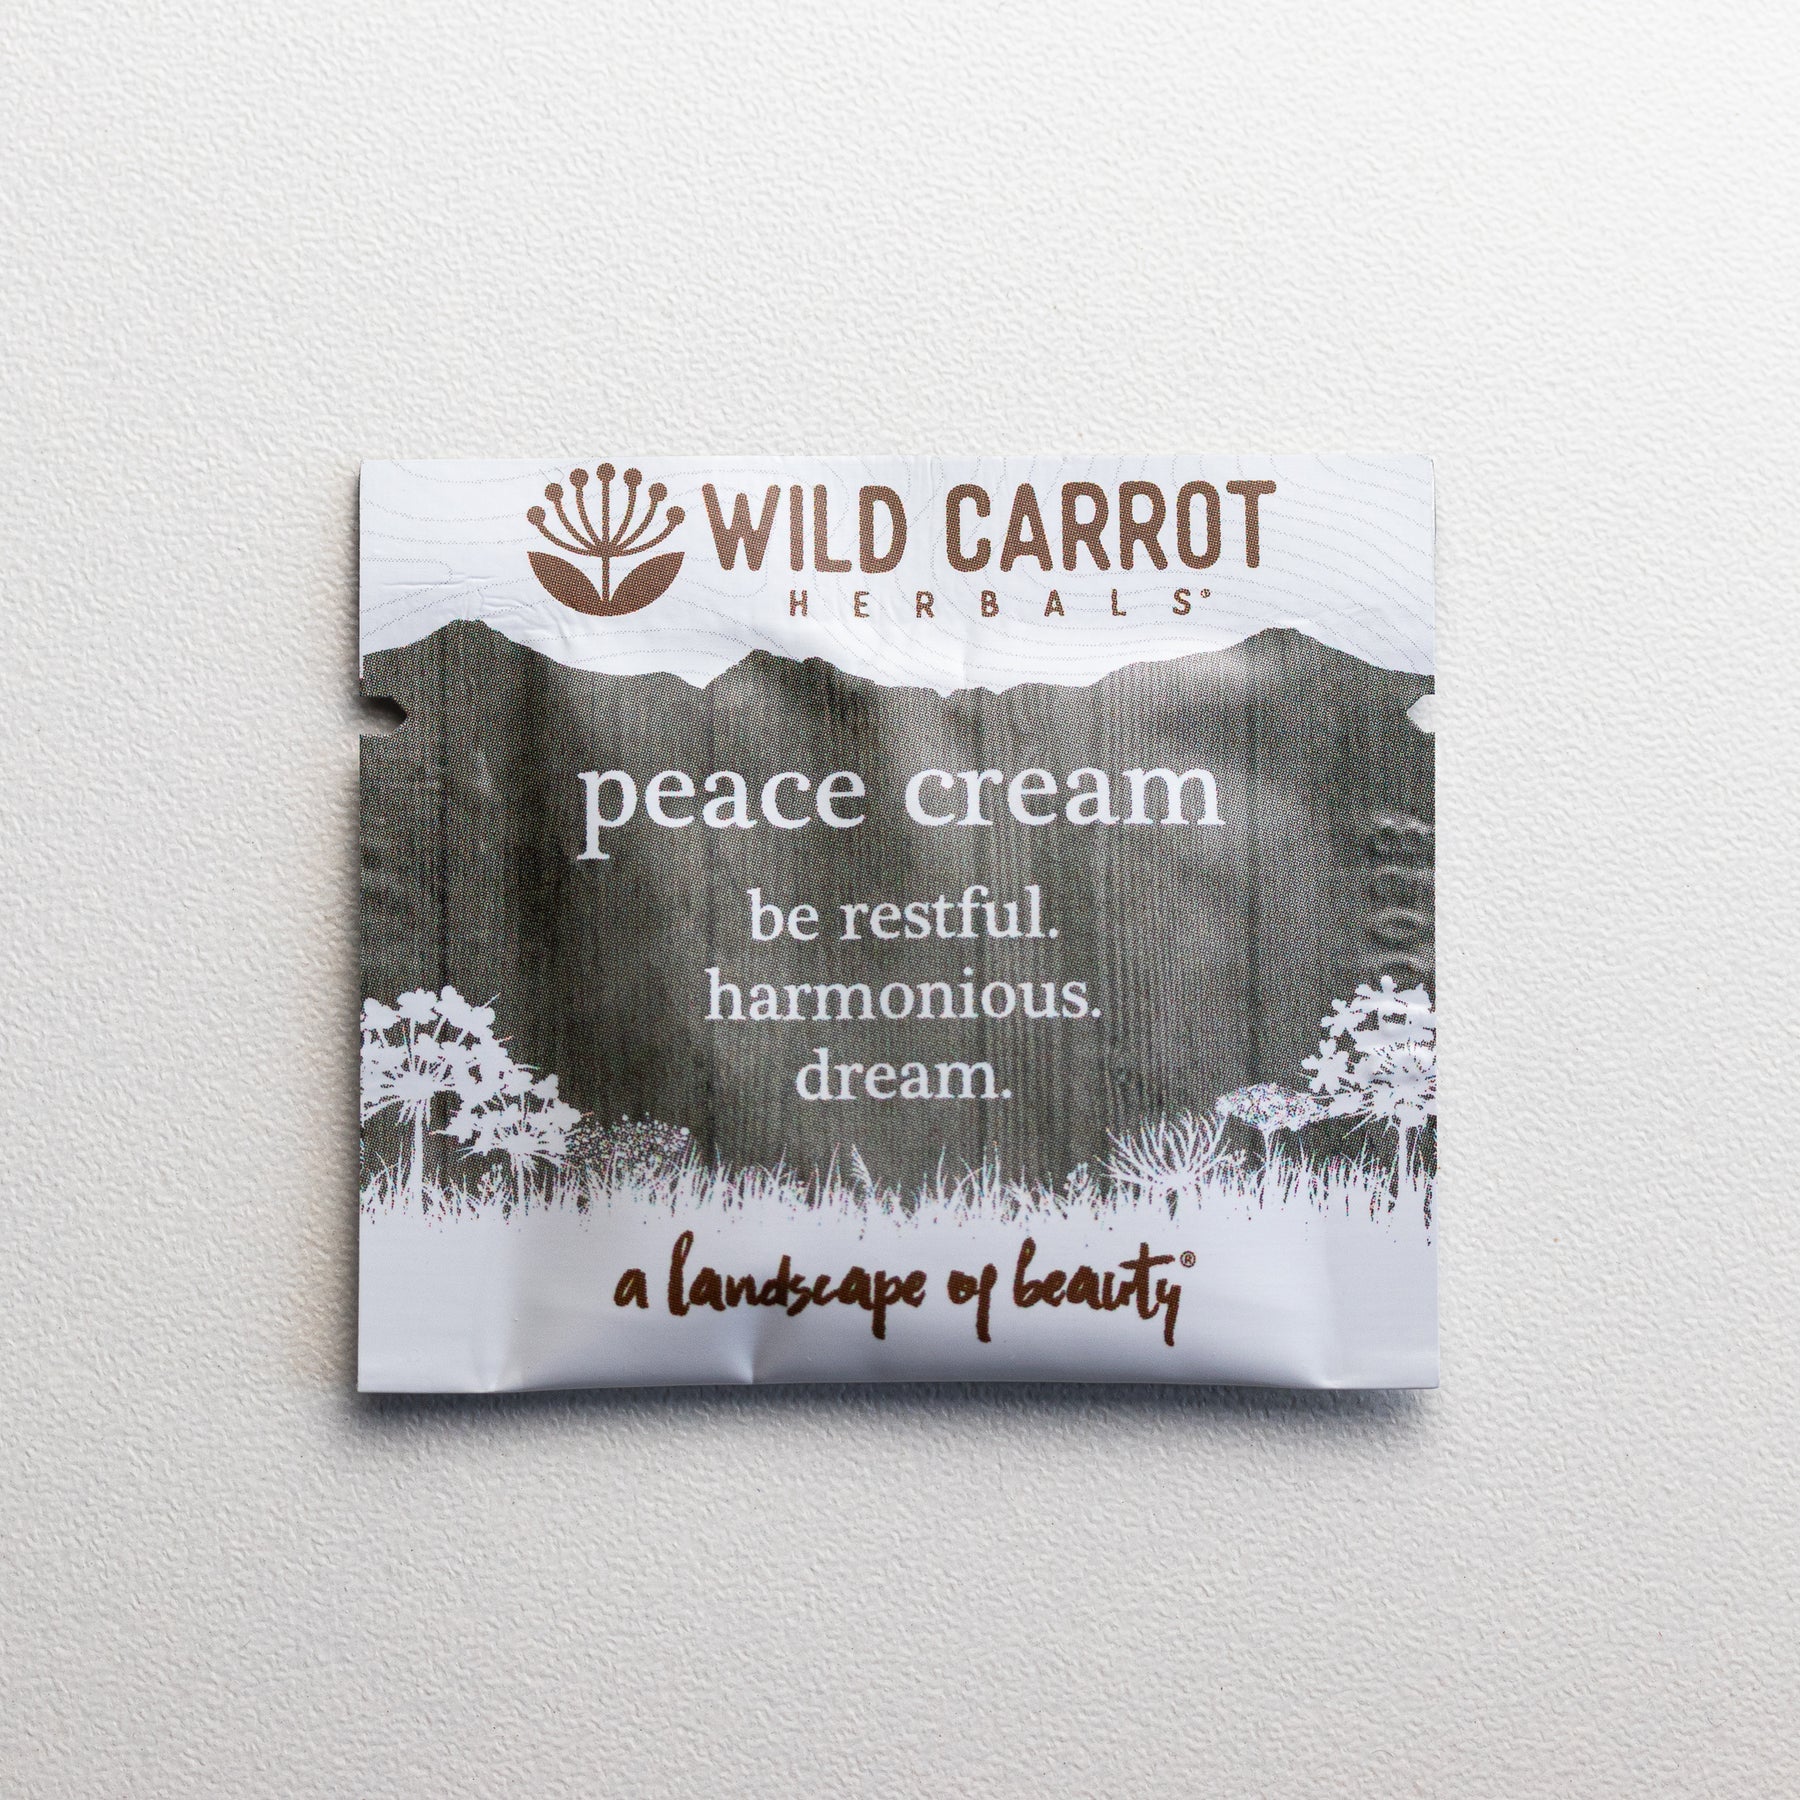 WILD CARROT
HERBALS®
peace cream
be restful.
harmonious.
dream.
a landscape of beauty®